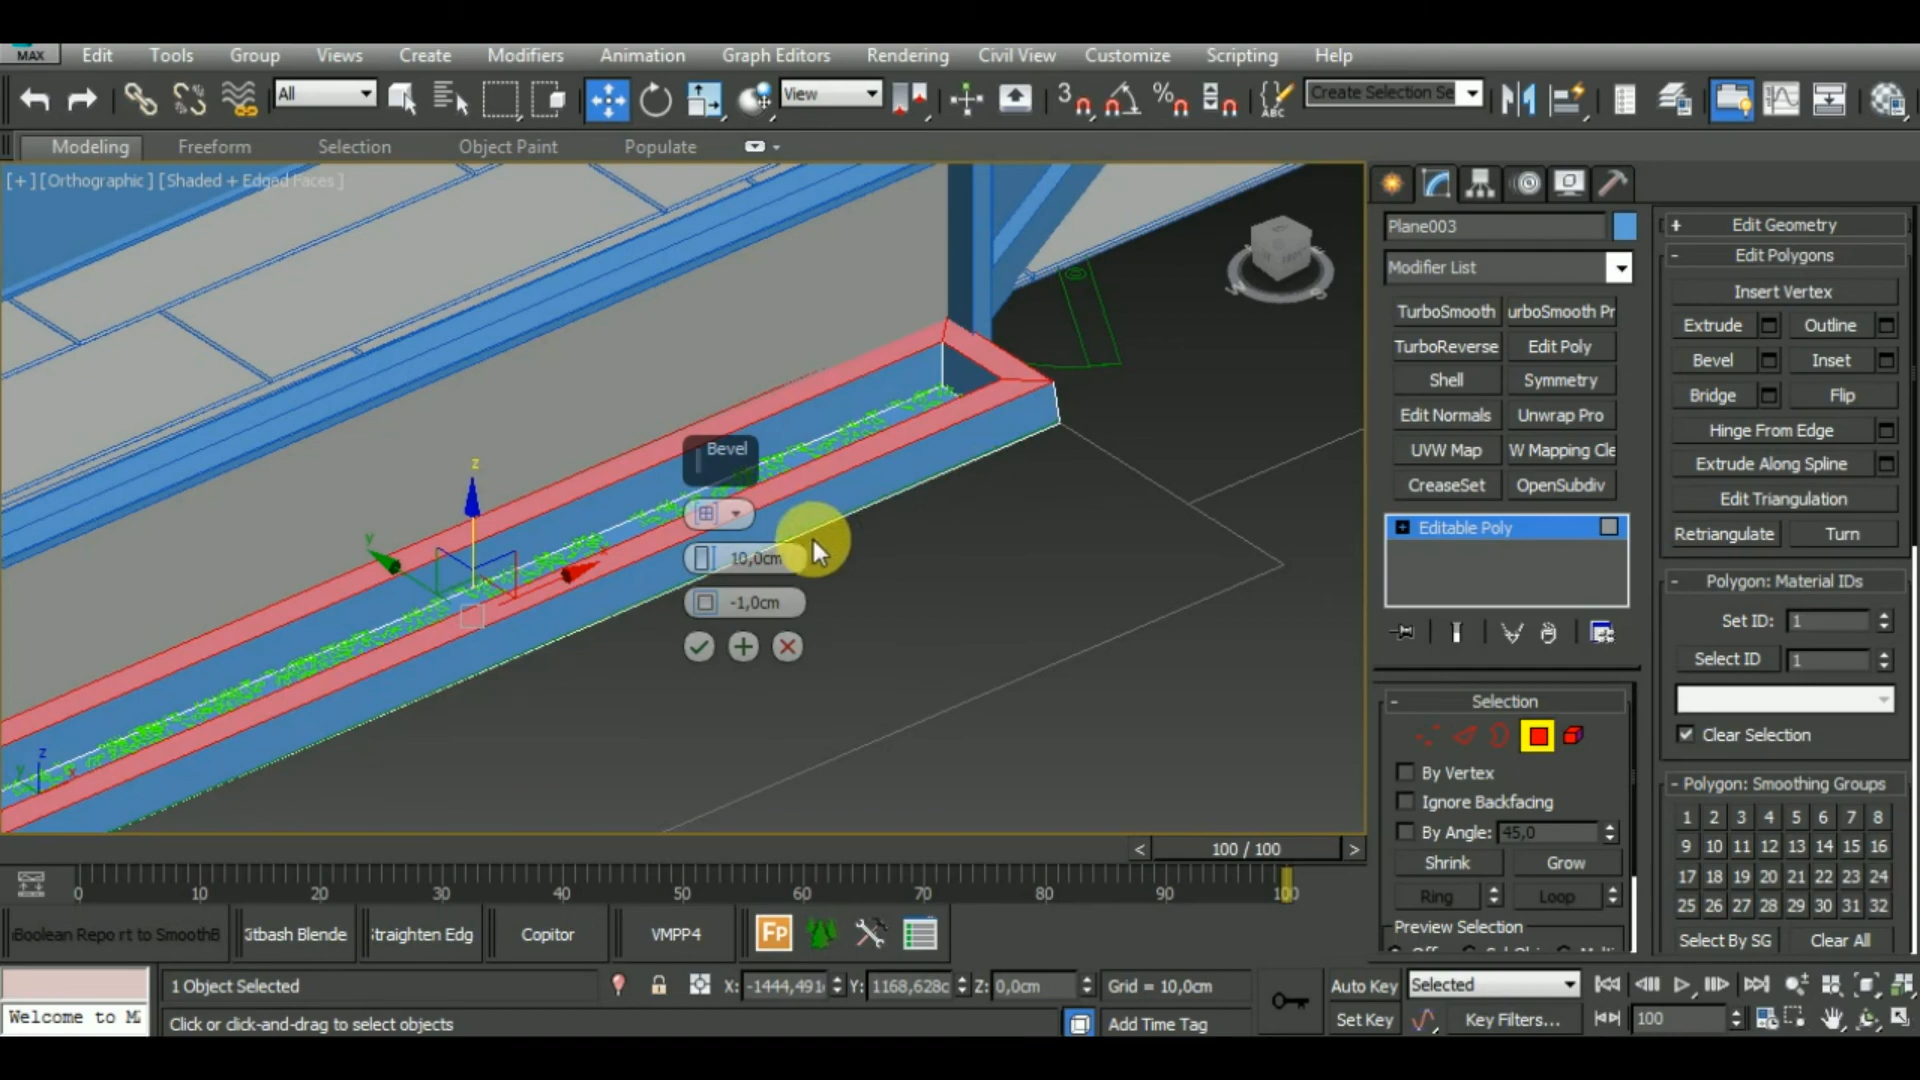 MAX Edit Tools Group Views Create Modifiers Animation Graph Editors Rendering Civil View Customize Scripting Help
All View 3 % ABC Create Selection Se
Modeling Freeform Selection Object Paint Populate
[+] [Orthographic] [Shaded + Edged Faces]
Plane003
Modifier List
TurboSmooth urboSmooth Pr
TurboReverse Edit Poly
Shell Symmetry
Edit Normals Unwrap Pro
UVW Map W Mapping Cle
CreaseSet OpenSubdiv
Editable Poly
Selection
By Vertex
Ignore Backfacing
By Angle: 45,0
Shrink Grow
Ring Loop
Preview Selection
Edit Geometry
Edit Polygons
Insert Vertex
Extrude Outline
Bevel Inset
Bridge Flip
Hinge From Edge
Extrude Along Spline
Edit Triangulation
Retriangulate Turn
Polygon: Material IDs
Set ID: 1
Select ID 1
Clear Selection
Polygon: Smoothing Groups
1 2 3 4 5 6 7 8
9 10 11 12 13 14 15 16
17 18 19 20 21 22 23 24
25 26 27 28 29 30 31 32
Select By SG Clear All
z
y
x
Bevel
10,0cm
-1,0cm
z
y x
< 100 / 100 >
0 10 20 30 40 50 60 70 80 90 100
Boolean Repo rt to SmoothB itbash Blende traighten Edg Copitor VMPP4 FP
1 Object Selected X: -1444,491 Y: 1168,628c Z: 0,0cm Grid = 10,0cm Auto Key Selected
Welcome to M Click or click-and-drag to select objects Add Time Tag Set Key Key Filters... 100